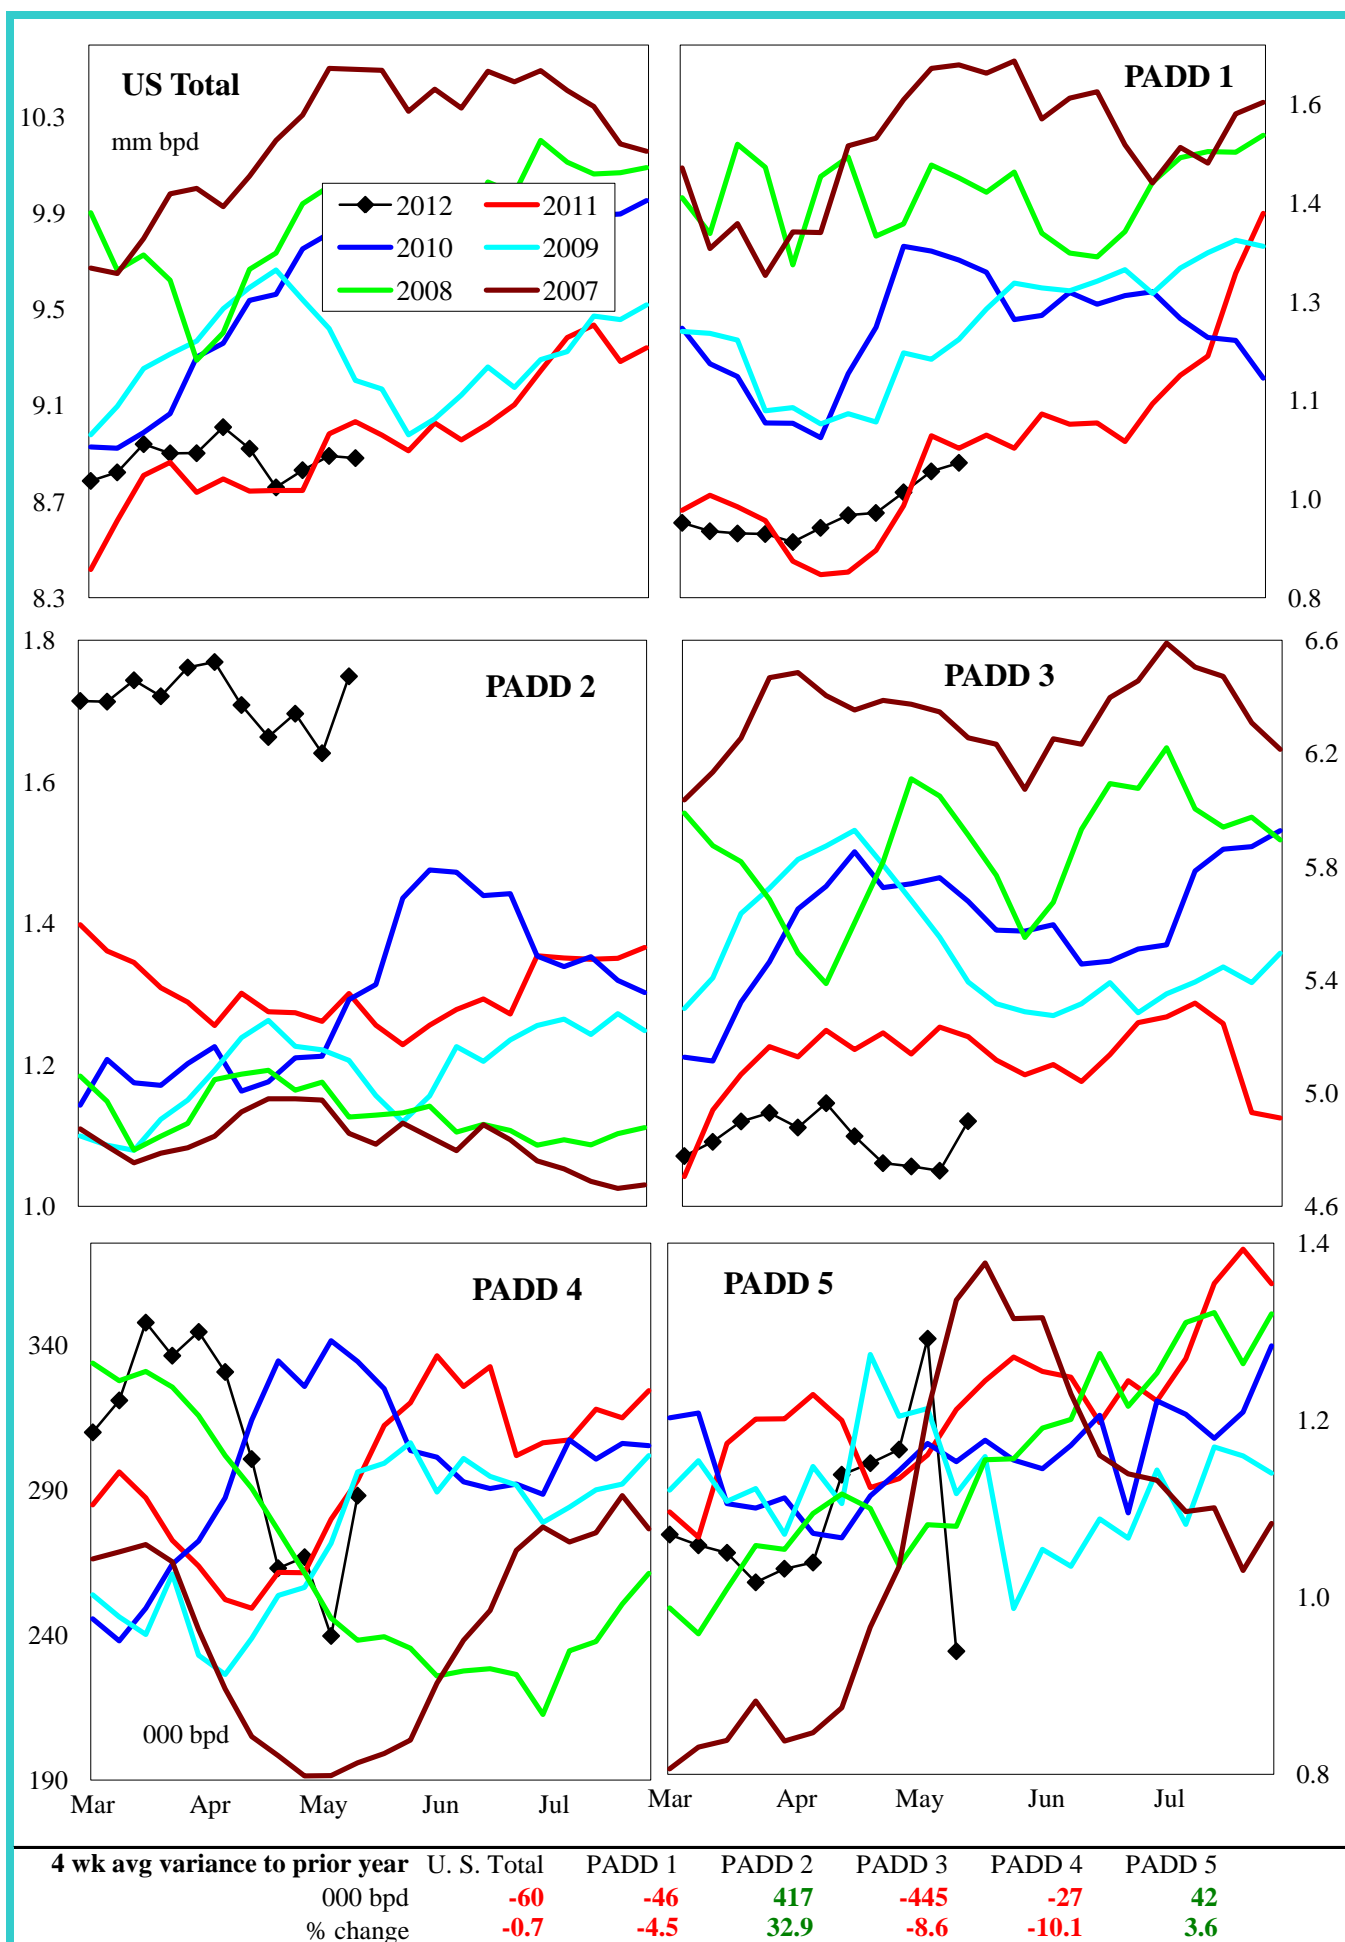 US Total
mm bpd
10.3
9.9
9.5
9.1
8.7
8.3
2012 2011
2010 2009
2008 2007
PADD 1
1.6
1.4
1.3
1.1
1.0
0.8
PADD 2
1.8
1.6
1.4
1.2
1.0
PADD 3
6.6
6.2
5.8
5.4
5.0
4.6
PADD 4
340
290
240
190
000 bpd
Mar Apr May Jun Jul
PADD 5
1.4
1.2
1.0
0.8
Mar Apr May Jun Jul
4 wk avg variance to prior year U. S. Total PADD 1 PADD 2 PADD 3 PADD 4 PADD 5
000 bpd -60 -46 417 -445 -27 42
% change -0.7 -4.5 32.9 -8.6 -10.1 3.6